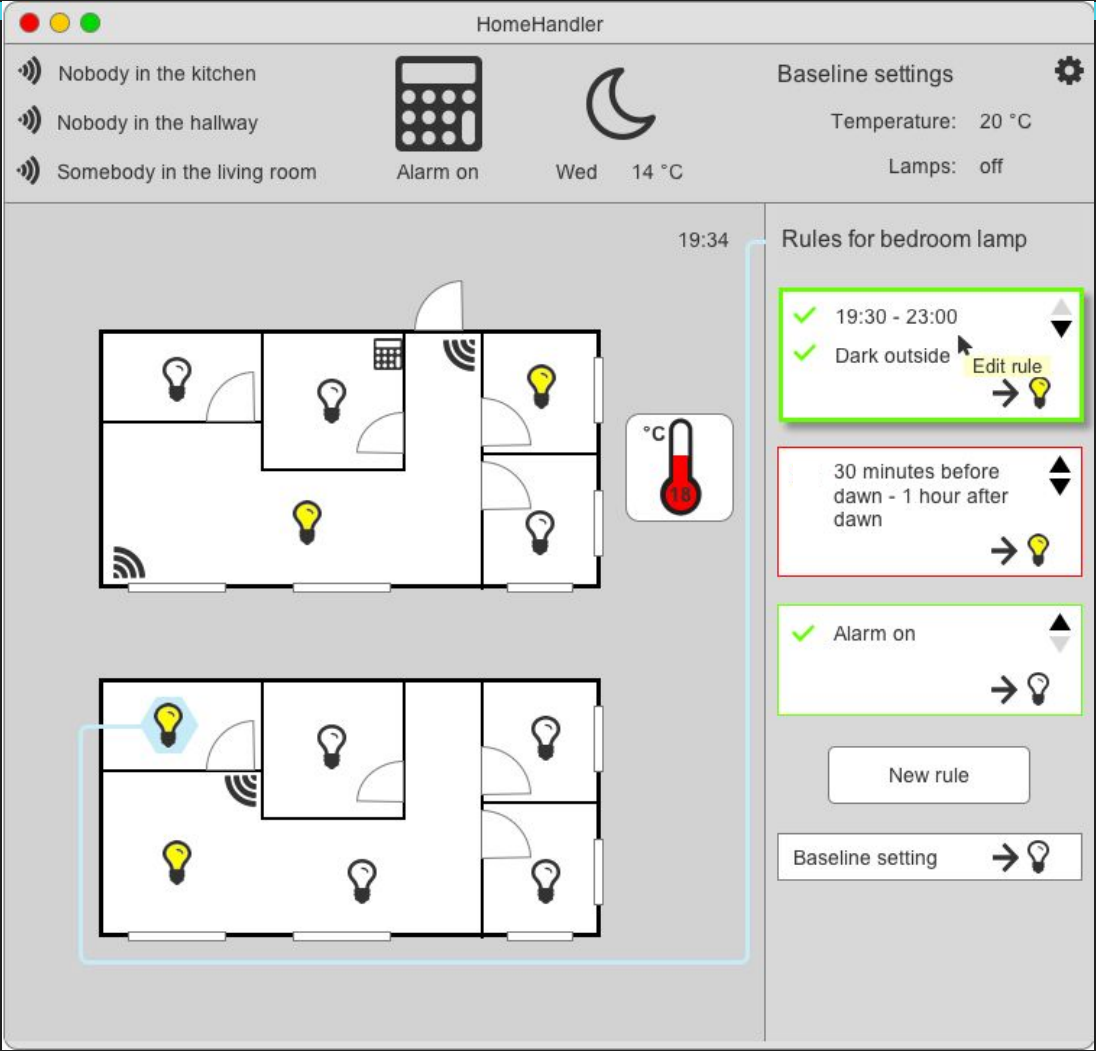 HomeHandler
Nobody in the kitchen
Nobody in the hallway
Somebody in the living room
Alarm on
Wed 14 °C
Baseline settings
Temperature: 20 °C
Lamps: off
19:34
°C
18
Rules for bedroom lamp
19:30 - 23:00
Dark outside
Edit rule
30 minutes before
dawn - 1 hour after
dawn
Alarm on
New rule
Baseline setting